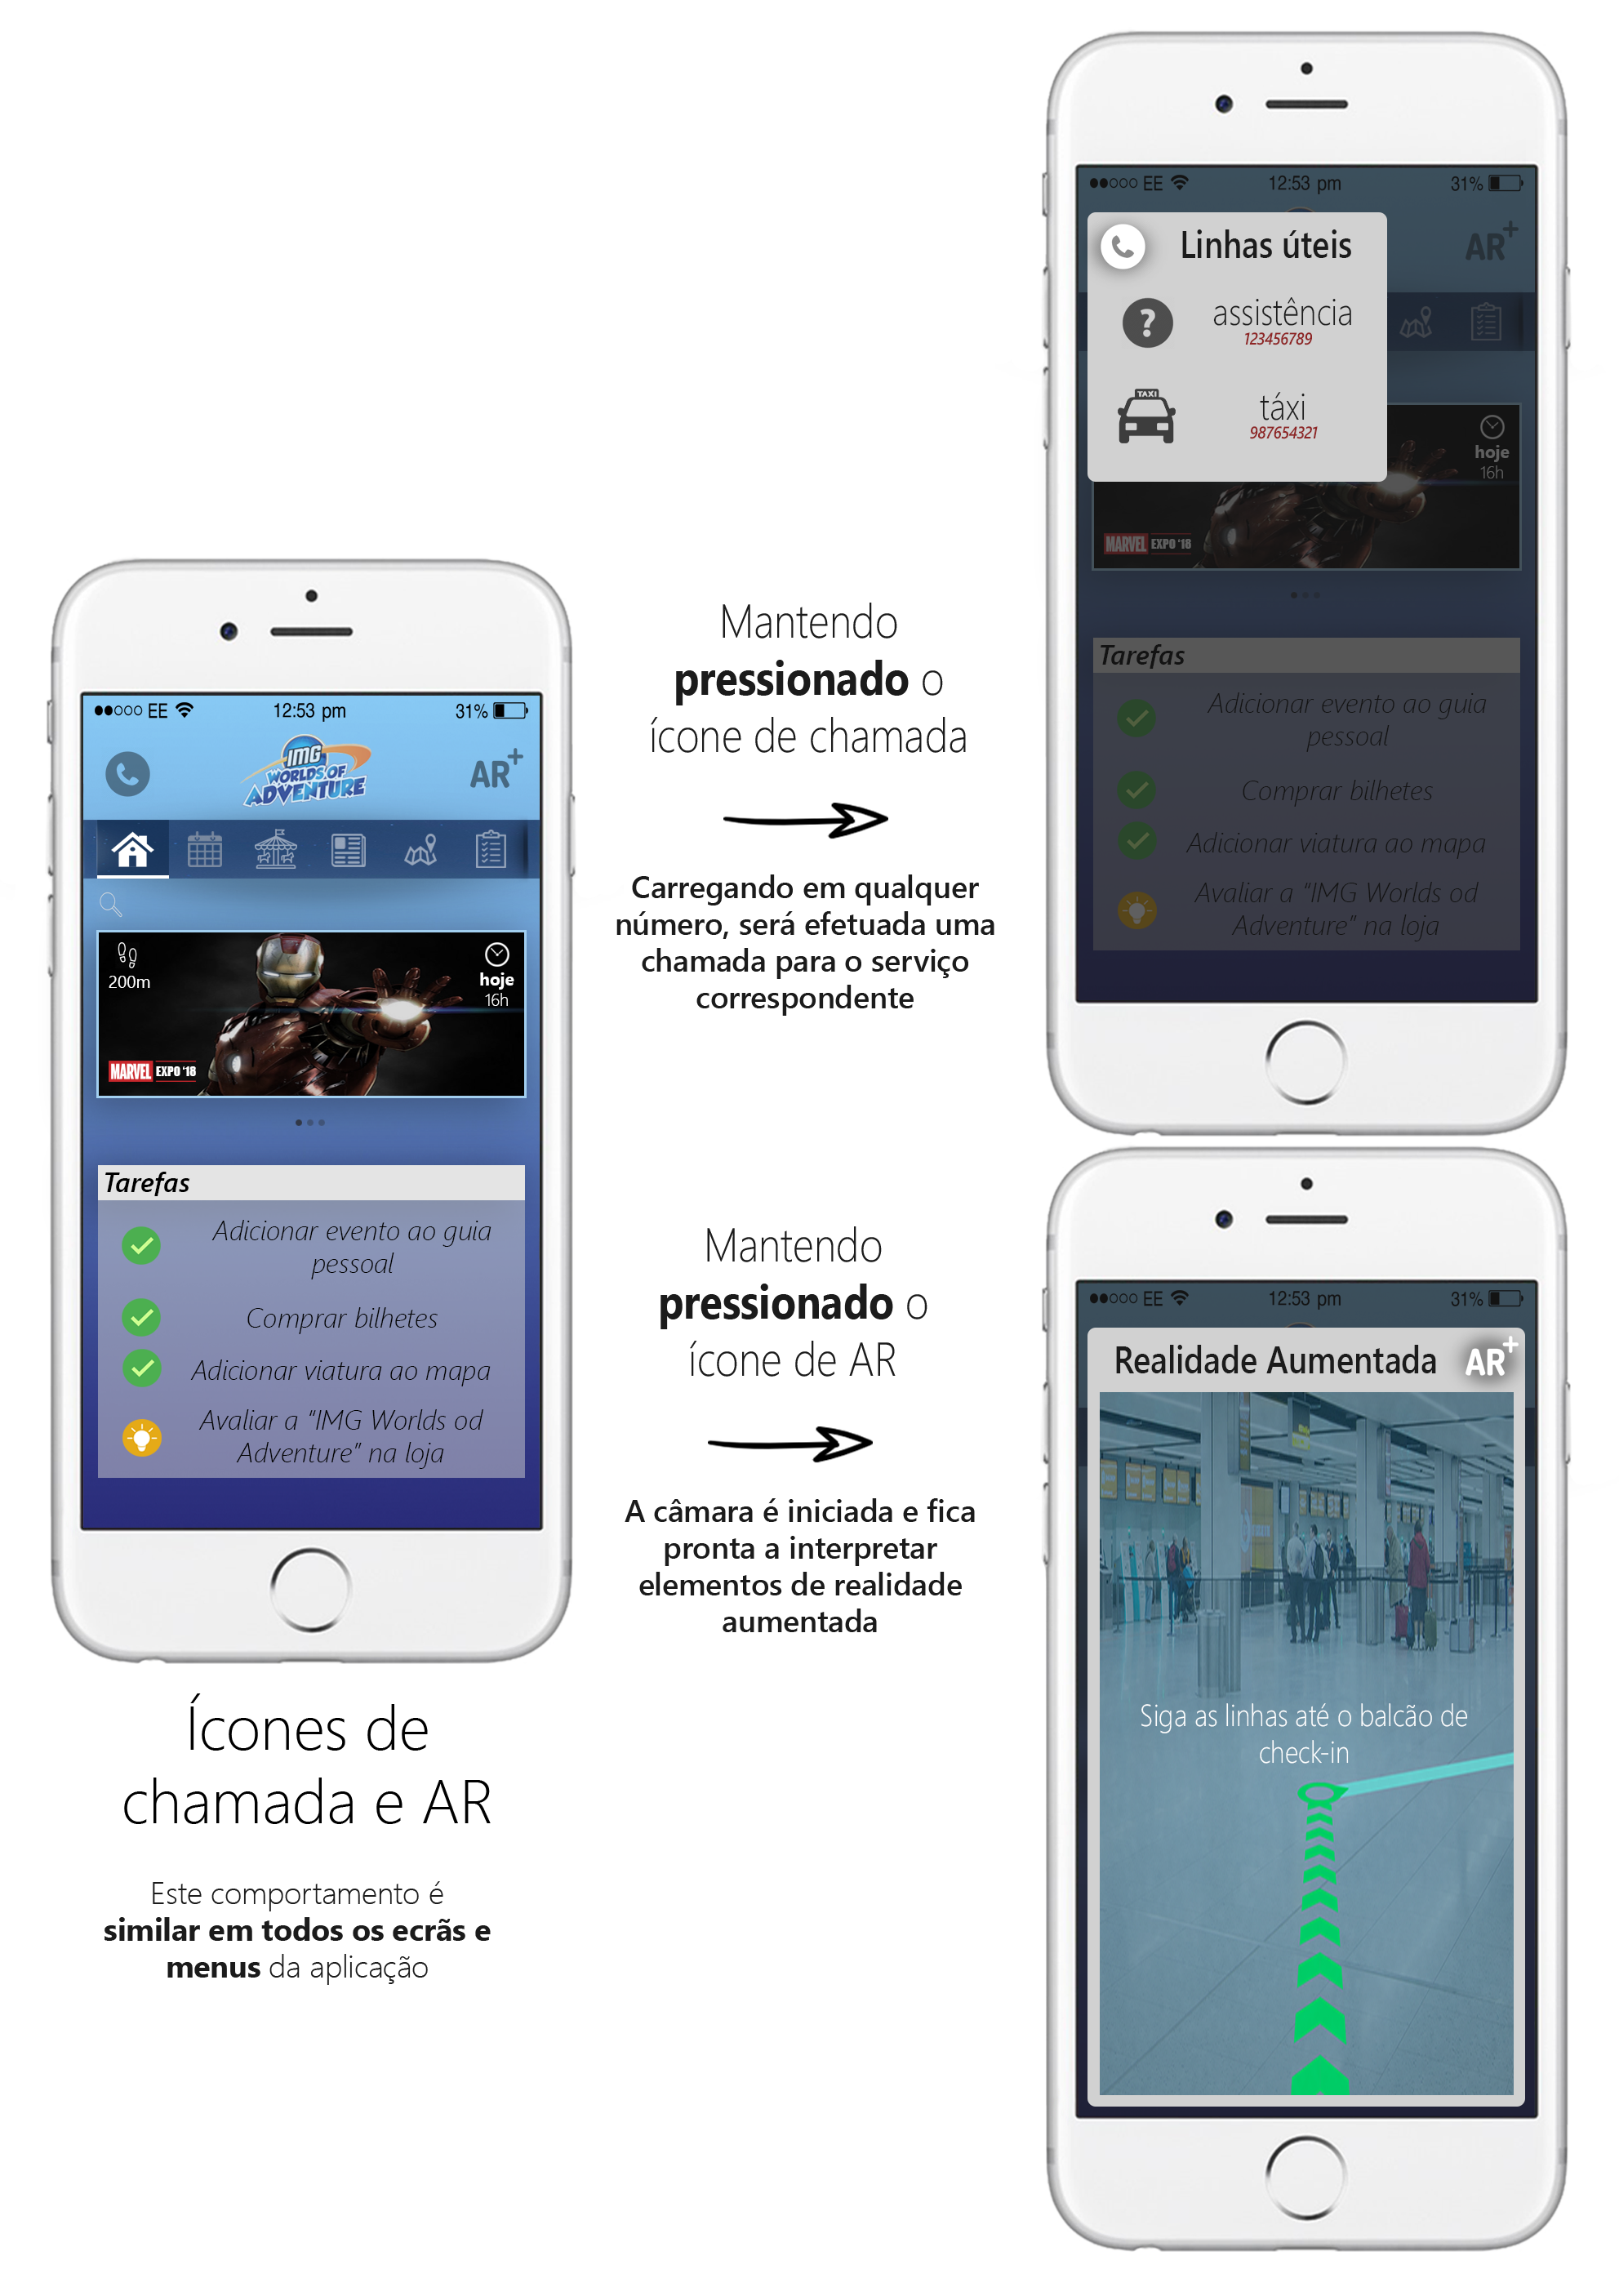 ●●○○○ EE 12:53 pm 31%
IMG
WORLDS OF
ADVENTURE
AR+
200m
hoje
16h
MARVEL EXPO '18
Tarefas
Adicionar evento ao guia
pessoal
Comprar bilhetes
Adicionar viatura ao mapa
Avaliar a “IMG Worlds od
Adventure” na loja
Ícones de
chamada e AR
Este comportamento é
similar em todos os ecrãs e
menus da aplicação
Mantendo
pressionado o
ícone de chamada
Carregando em qualquer
número, será efetuada uma
chamada para o serviço
correspondente
●●○○○ EE 12:53 pm 31%
Linhas úteis
AR+
?
assistência
123456789
TAXI
táxi
987654321
hoje
16h
MARVEL EXPO '18
Tarefas
Adicionar evento ao guia
pessoal
Comprar bilhetes
Adicionar viatura ao mapa
Avaliar a “IMG Worlds od
Adventure” na loja
Mantendo
pressionado o
ícone de AR
A câmara é iniciada e fica
pronta a interpretar
elementos de realidade
aumentada
●●○○○ EE 12:53 pm 31%
Realidade Aumentada AR+
Siga as linhas até o balcão de
check-in